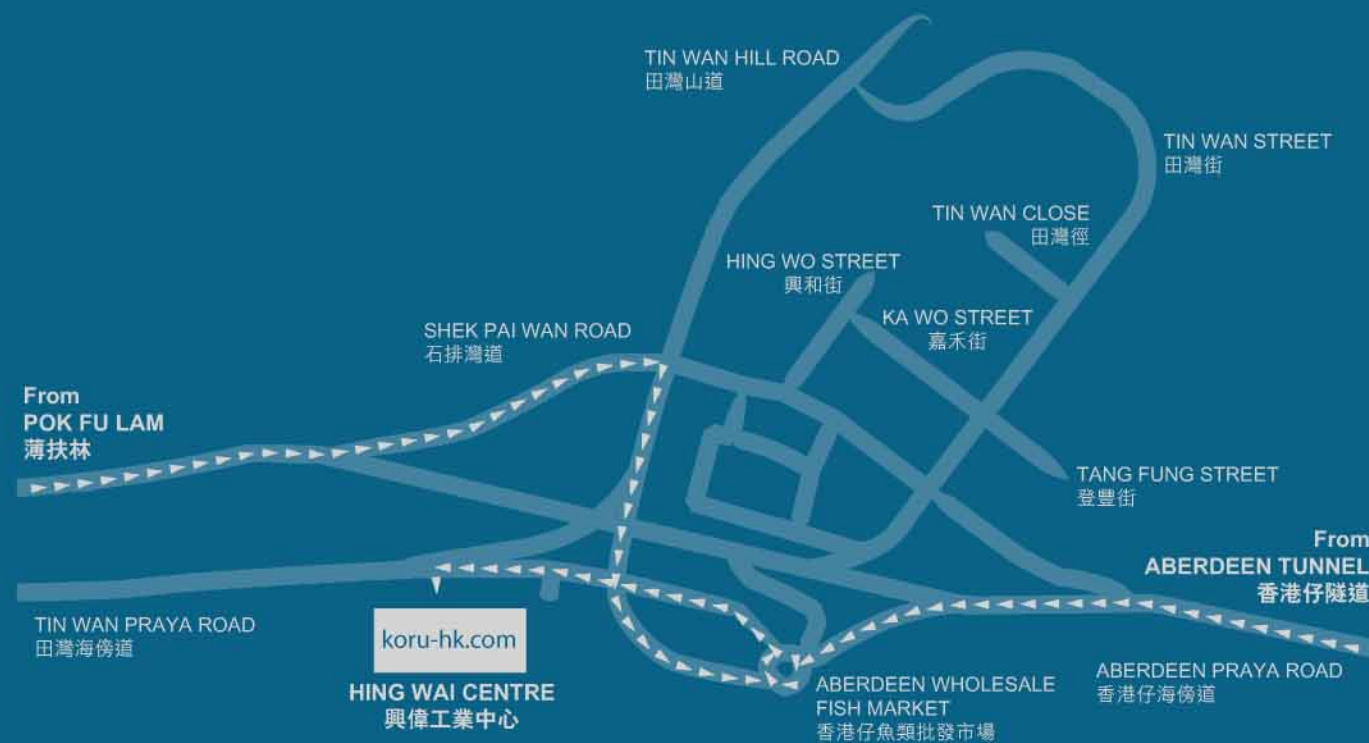 TIN WAN HILL ROAD
田灣山道
TIN WAN STREET
田灣街
TIN WAN CLOSE
田灣徑
HING WO STREET
興和街
KA WO STREET
嘉禾街
SHEK PAI WAN ROAD
石排灣道
From
POK FU LAM
薄扶林
TANG FUNG STREET
登豐街
From
ABERDEEN TUNNEL
香港仔隧道
TIN WAN PRAYA ROAD
田灣海傍道
koru-hk.com
HING WAI CENTRE
興偉工業中心
ABERDEEN WHOLESALE
FISH MARKET
香港仔魚類批發市場
ABERDEEN PRAYA ROAD
香港仔海傍道